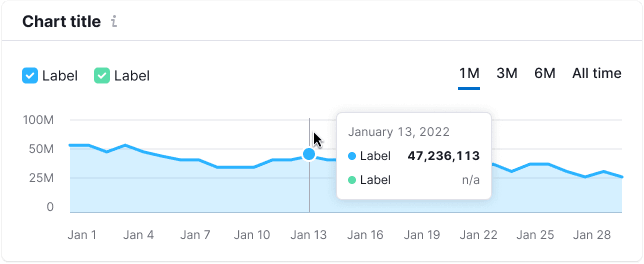 Chart title
Label Label 1M 3M 6M All time
100M
50M
25M
0
January 13, 2022
Label 47,236,113
Label n/a
Jan 1 Jan 4 Jan 7 Jan 10 Jan 13 Jan 16 Jan 19 Jan 22 Jan 25 Jan 28